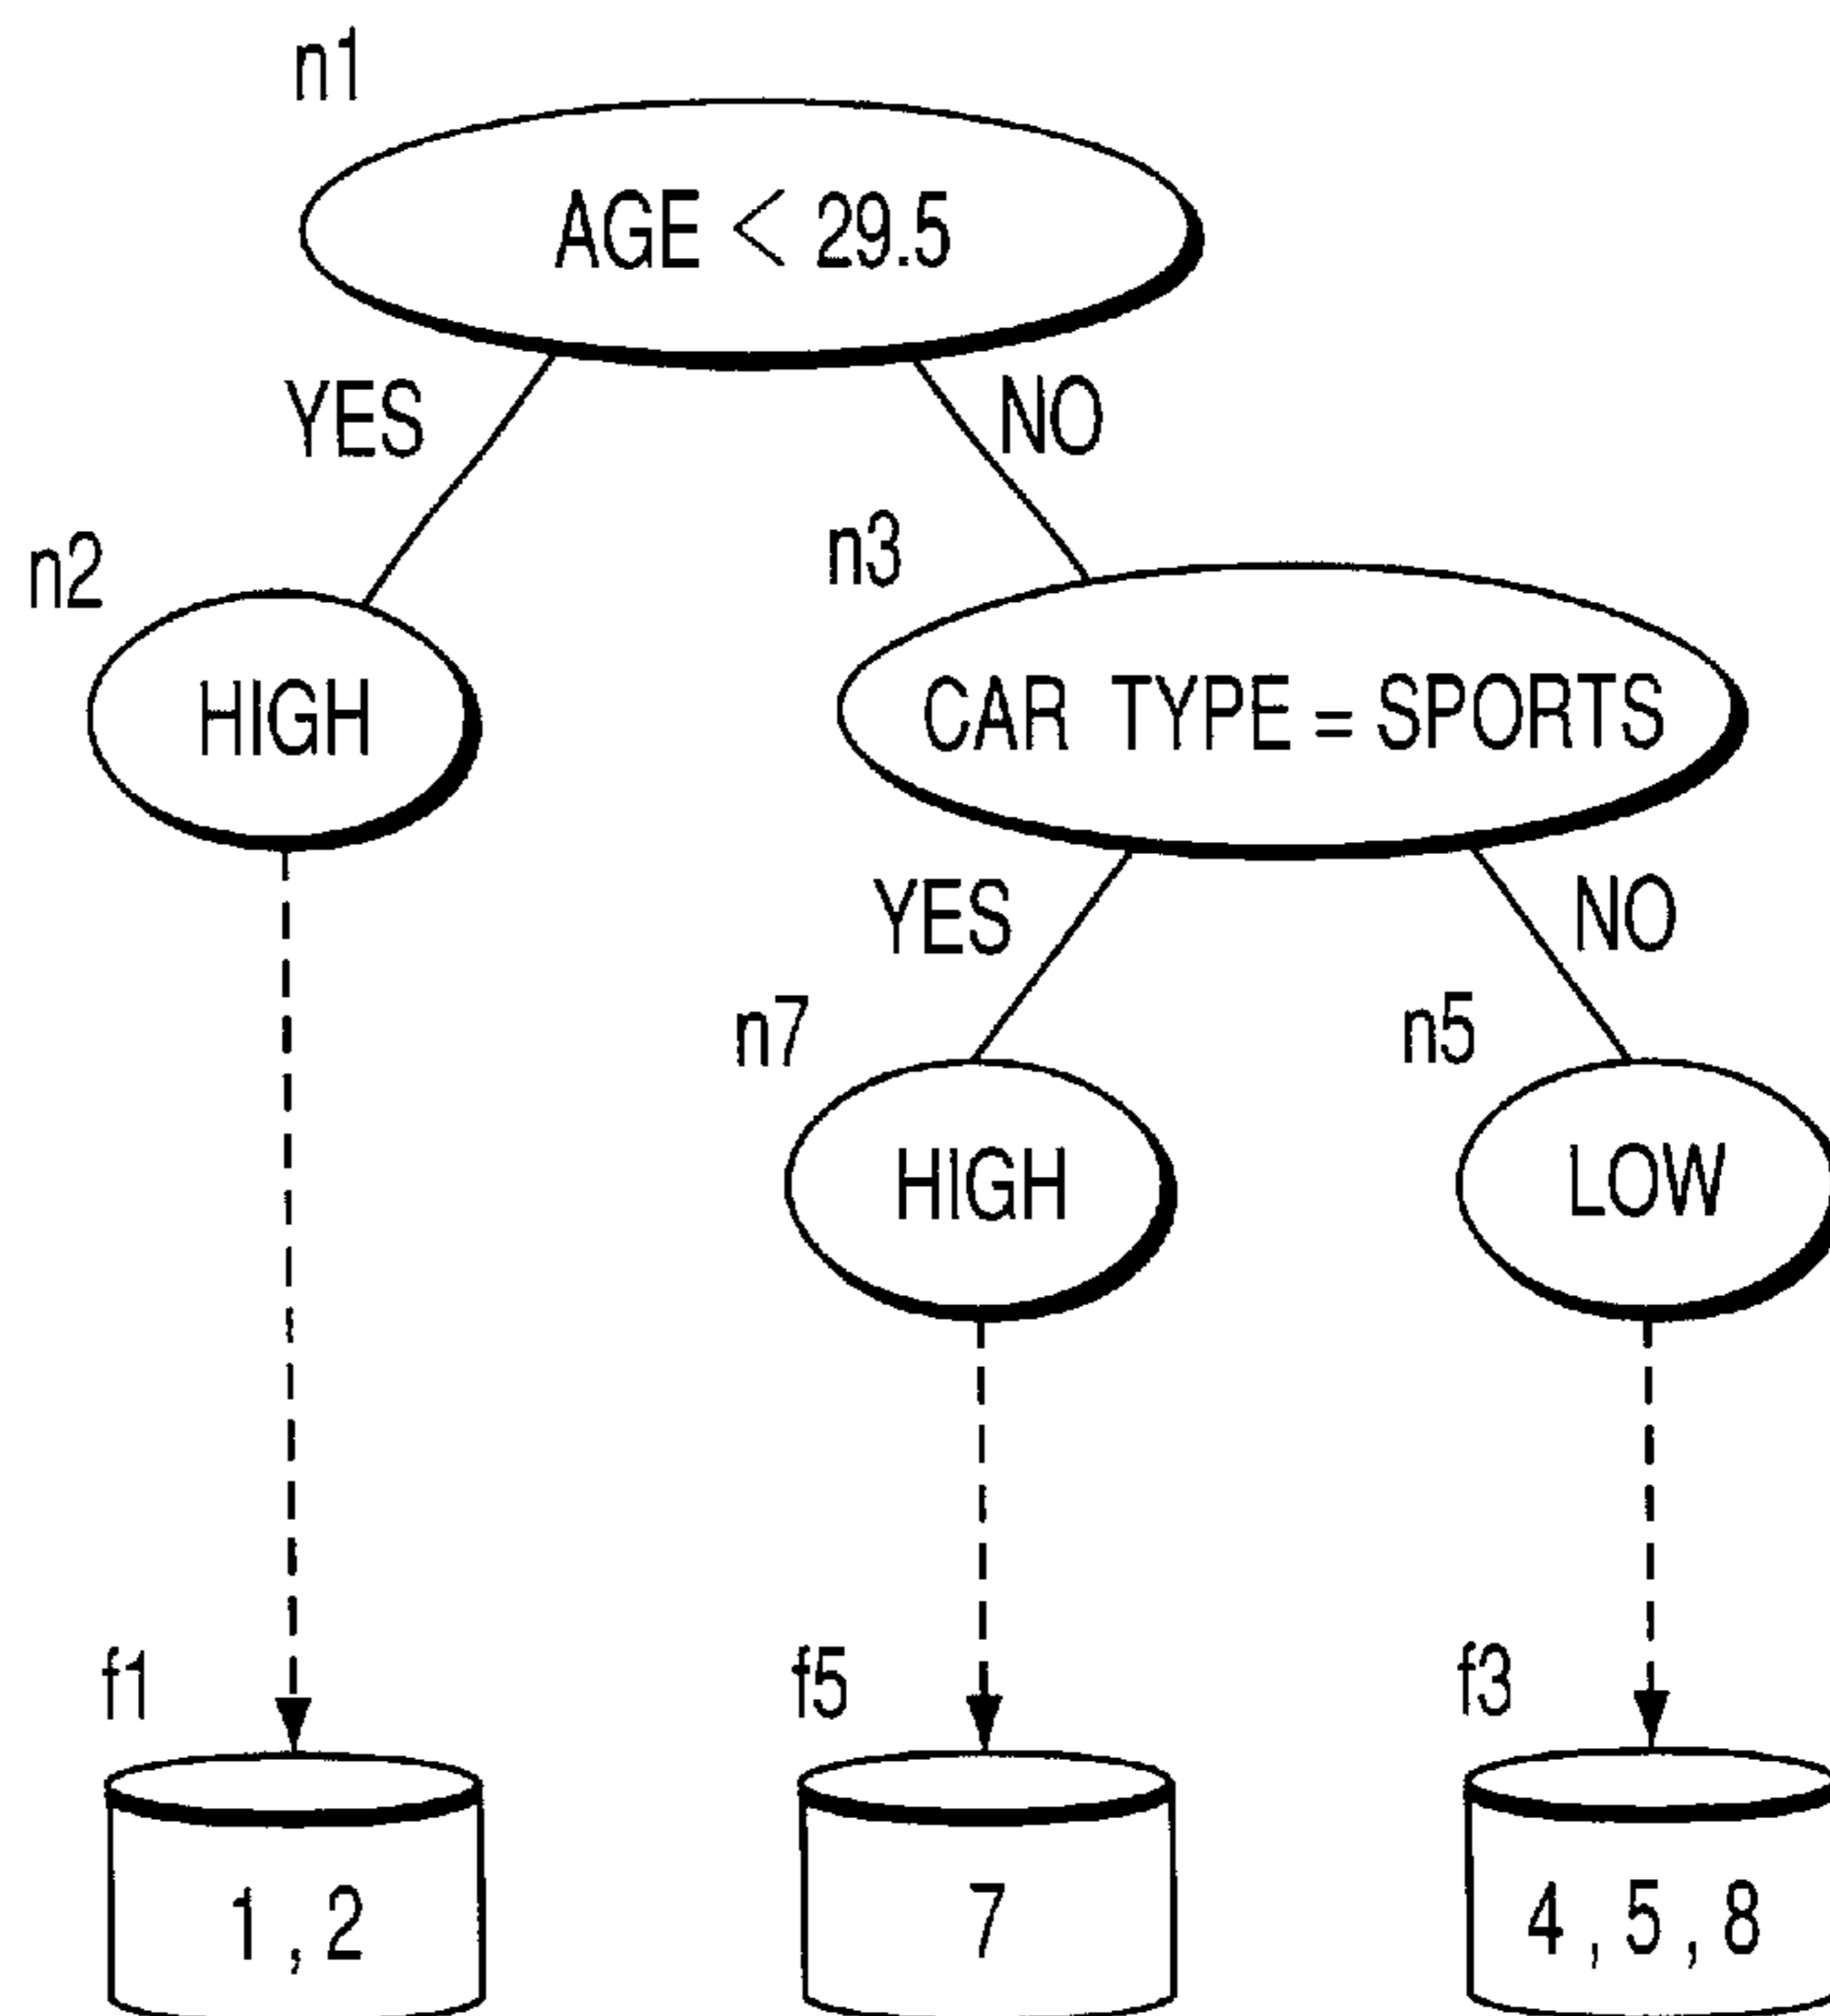 n1
AGE < 29.5
YES
NO
n2
n3
HIGH
CAR TYPE = SPORTS
YES
NO
n7
n5
HIGH
LOW
f1
f5
f3
1,2
7
4,5,8